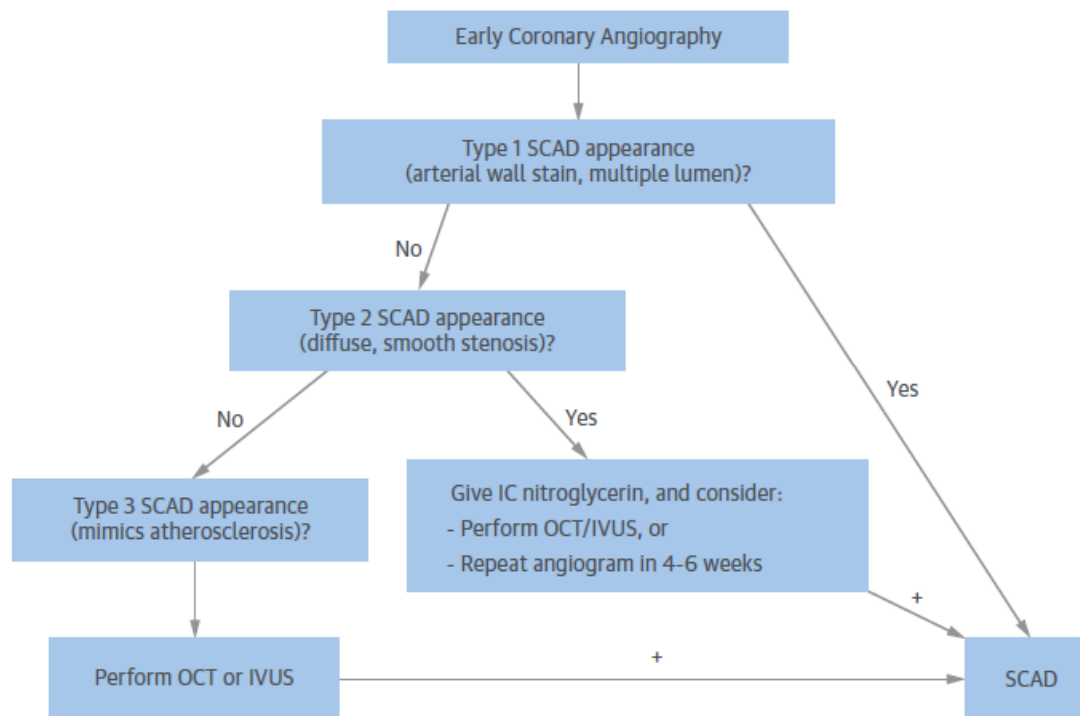 Early Coronary Angiography
Type 1 SCAD appearance
(arterial wall stain, multiple lumen)?
No
Yes
Type 2 SCAD appearance
(diffuse, smooth stenosis)?
No
Yes
Type 3 SCAD appearance
(mimics atherosclerosis)?
Give IC nitroglycerin, and consider:
- Perform OCT/IVUS, or
- Repeat angiogram in 4-6 weeks
+
Perform OCT or IVUS
+
SCAD